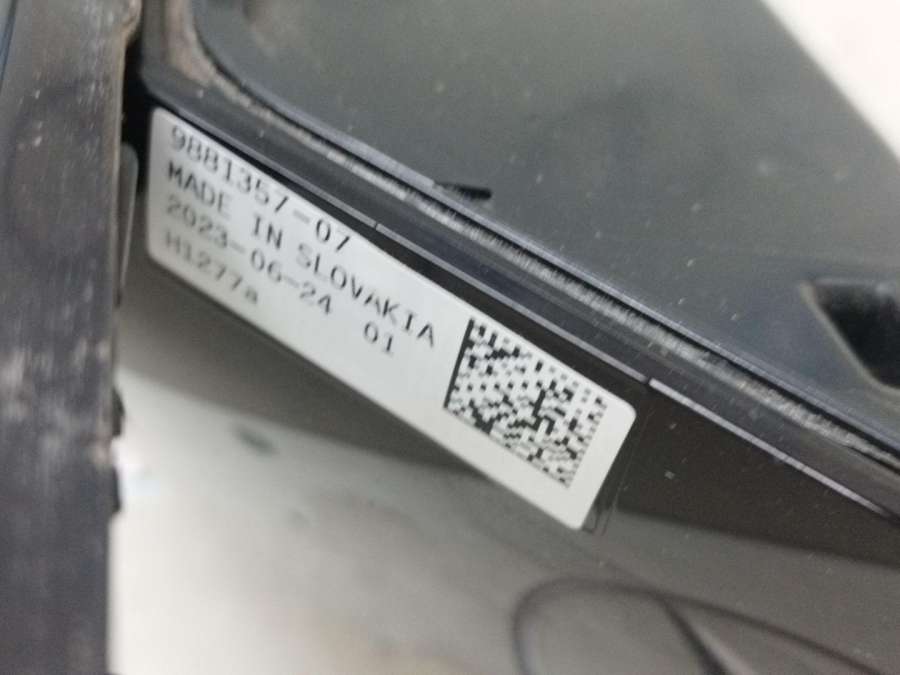 9881357-07
MADE IN SLOVAKIA
2023-06-24 01
H1277a